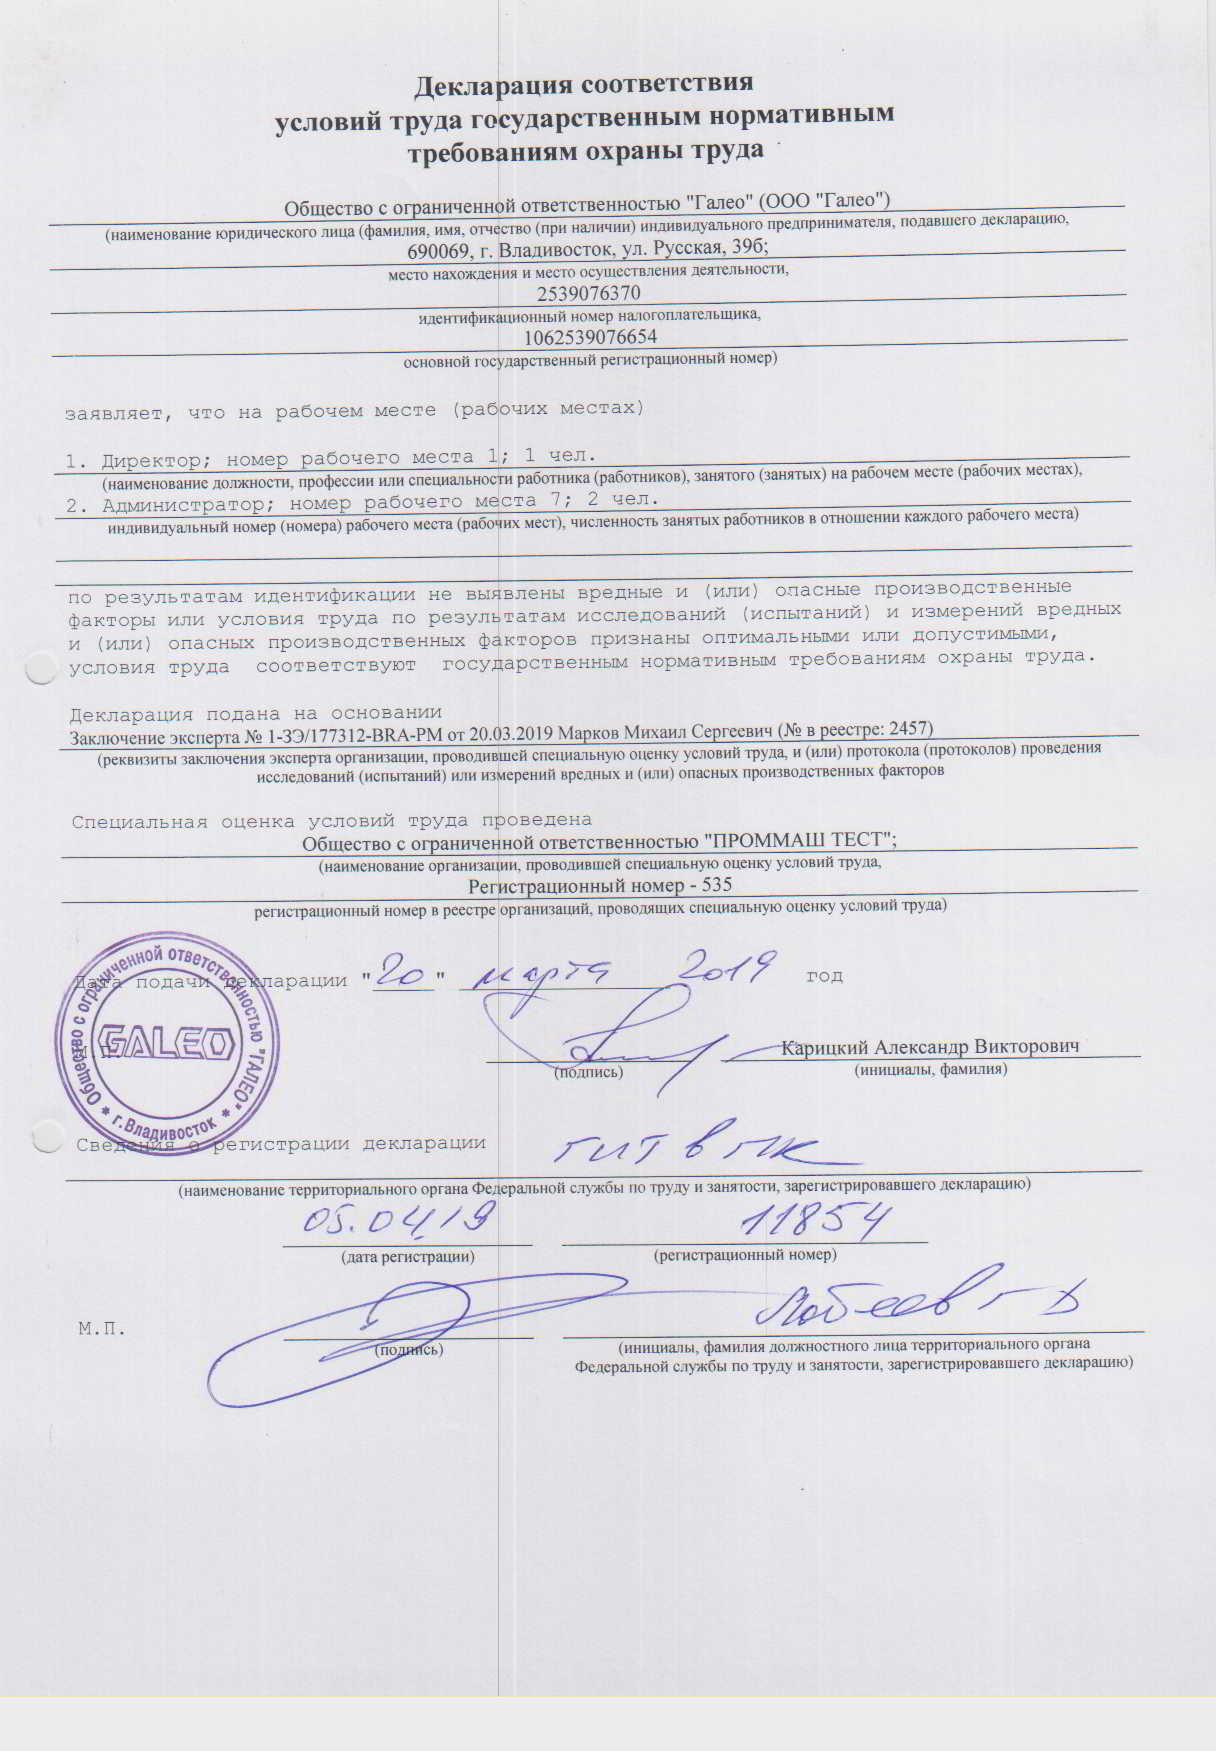 Декларация соответствия
условий труда государственным нормативным
требованиям охраны труда
Общество с ограниченной ответственностью "Галео" (ООО "Галео")
(наименование юридического лица (фамилия, имя, отчество (при наличии) индивидуального предпринимателя, подавшего декларацию,
690069, г. Владивосток, ул. Русская, 39б;
место нахождения и место осуществления деятельности,
2539076370
идентификационный номер налогоплательщика,
1062539076654
основной государственный регистрационный номер)
заявляет, что на рабочем месте (рабочих местах)
1. Директор; номер рабочего места 1; 1 чел.
(наименование должности, профессии или специальности работника (работников), занятого (занятых) на рабочем месте (рабочих местах),
2. Администратор; номер рабочего места 7; 2 чел.
индивидуальный номер (номера) рабочего места (рабочих мест), численность занятых работников в отношении каждого рабочего места)
по результатам идентификации не выявлены вредные и (или) опасные производственные
факторы или условия труда по результатам исследований (испытаний) и измерений вредных
и (или) опасных производственных факторов признаны оптимальными или допустимыми,
условия труда соответствуют государственным нормативным требованиям охраны труда.
Декларация подана на основании
Заключение эксперта № 1-ЗЭ/177312-BRA-PM от 20.03.2019 Марков Михаил Сергеевич (№ в реестре: 2457)
(реквизиты заключения эксперта организации, проводившей специальную оценку условий труда, и (или) протокола (протоколов) проведения
исследований (испытаний) или измерений вредных и (или) опасных производственных факторов
Специальная оценка условий труда проведена
Общество с ограниченной ответственностью "ПРОММАШ ТЕСТ";
(наименование организации, проводившей специальную оценку условий труда,
Регистрационный номер - 535
регистрационный номер в реестре организаций, проводящих специальную оценку условий труда)
Дата подачи декларации "20" марта 2019 год
Общество с ограниченной ответственностью "ГАЛЕО"
GALEO
* г.Владивосток *
М.П.
Карицкий Александр Викторович
(подпись) (инициалы, фамилия)
Сведения о регистрации декларации ГИТ в ПК
(наименование территориального органа Федеральной службы по труду и занятости, зарегистрировавшего декларацию)
05.04.19 11854
(дата регистрации) (регистрационный номер)
М.П.
(подпись) (инициалы, фамилия должностного лица территориального органа
Федеральной службы по труду и занятости, зарегистрировавшего декларацию)